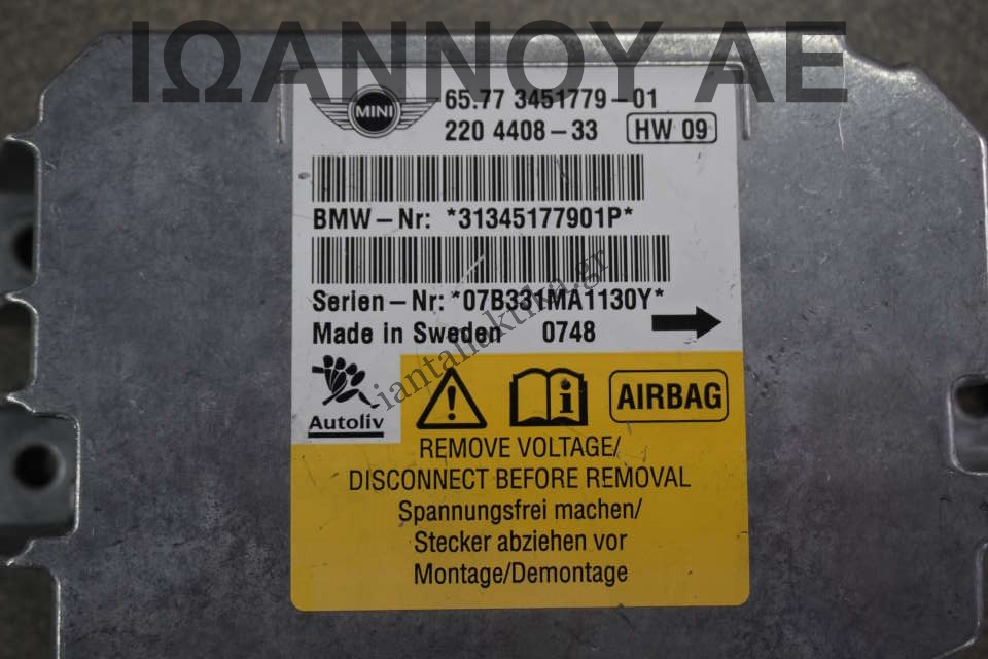 ΙΩΑΝΝΟΥ ΑΕ
MINI
65.77 3451779-01
220 4408-33 HW 09
BMW-Nr: *31345177901P*
Serien-Nr: *07B331MA1130Y*
Made in Sweden 0748
iantallaktika.gr
Autoliv
AIRBAG
REMOVE VOLTAGE/
DISCONNECT BEFORE REMOVAL
Spannungsfrei machen/
Stecker abziehen vor
Montage/Demontage